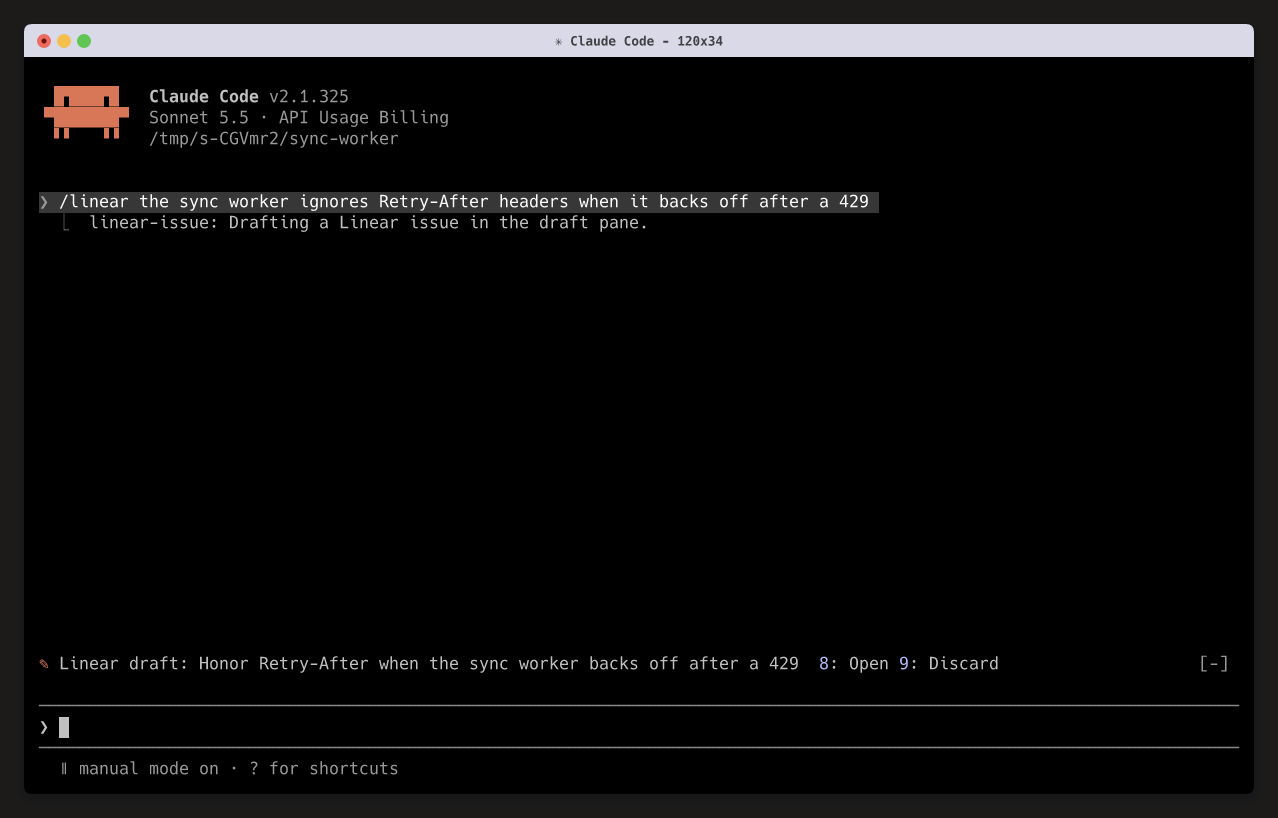 ✳ Claude Code – 120x34
Claude Code v2.1.325
Sonnet 5.5 · API Usage Billing
/tmp/s-CGVmr2/sync-worker
❯ /linear the sync worker ignores Retry-After headers when it backs off after a 429
⎿ linear-issue: Drafting a Linear issue in the draft pane.
✎ Linear draft: Honor Retry-After when the sync worker backs off after a 429 8: Open 9: Discard [-]
❯
‖ manual mode on · ? for shortcuts